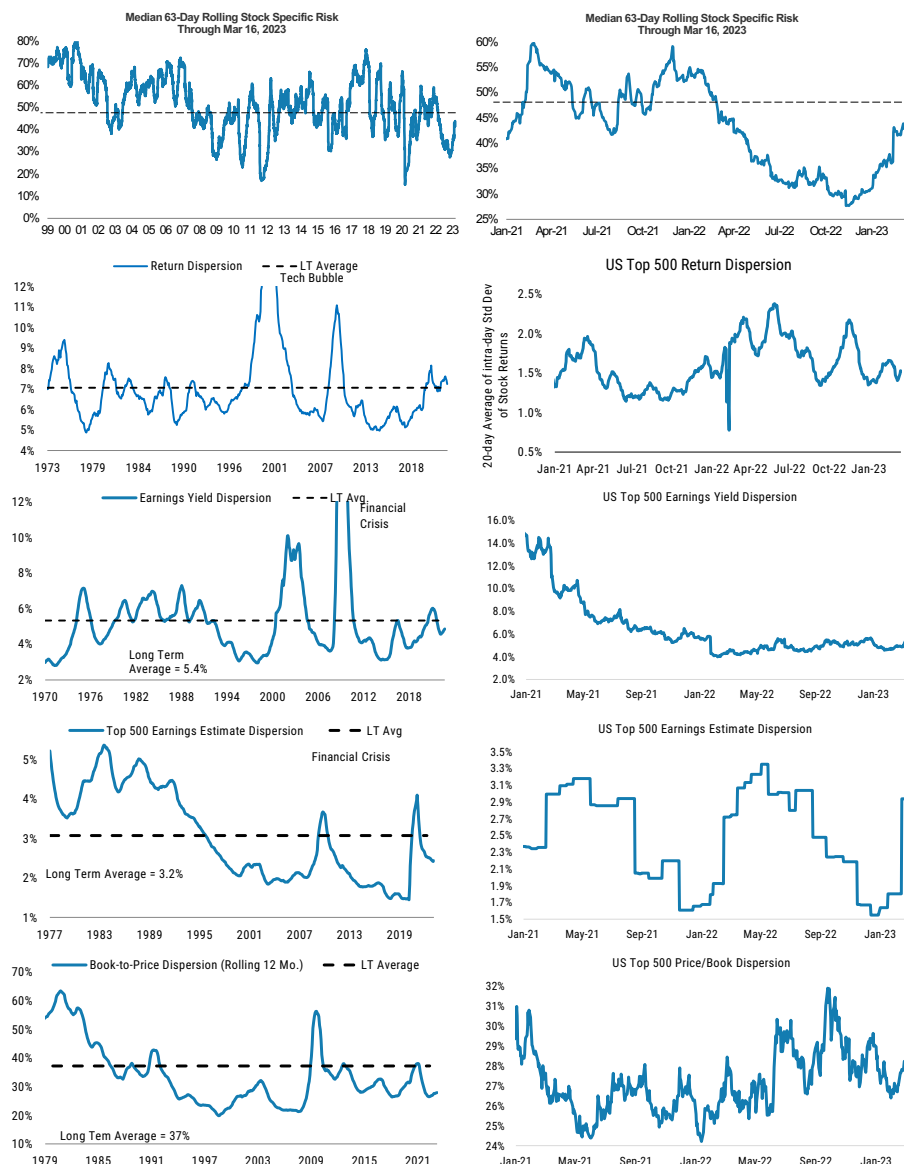 Median 63-Day Rolling Stock Specific Risk
Through Mar 16, 2023
80%
70%
60%
50%
40%
30%
20%
10%
0%
99 00 01 02 03 04 05 06 07 08 09 10 11 12 13 14 15 16 17 18 19 20 21 22 23
Median 63-Day Rolling Stock Specific Risk
Through Mar 16, 2023
60%
55%
50%
45%
40%
35%
30%
25%
Jan-21 Apr-21 Jul-21 Oct-21 Jan-22 Apr-22 Jul-22 Oct-22 Jan-23
Return Dispersion LT Average
Tech Bubble
12%
11%
10%
9%
8%
7%
6%
5%
4%
1973 1979 1984 1990 1996 2001 2007 2013 2018
US Top 500 Return Dispersion
20-day Average of intra-day Std Dev
of Stock Returns
2.5%
2.0%
1.5%
1.0%
0.5%
Jan-21 Apr-21 Jul-21 Oct-21 Jan-22 Apr-22 Jul-22 Oct-22 Jan-23
Earnings Yield Dispersion LT Avg.
Financial
Crisis
12%
10%
8%
6%
4%
2%
Long Term
Average = 5.4%
1970 1976 1982 1988 1994 2000 2006 2012 2018
US Top 500 Earnings Yield Dispersion
16.0%
14.0%
12.0%
10.0%
8.0%
6.0%
4.0%
2.0%
Jan-21 May-21 Sep-21 Jan-22 May-22 Sep-22 Jan-23
Top 500 Earnings Estimate Dispersion LT Avg
Financial Crisis
5%
4%
3%
2%
1%
Long Term Average = 3.2%
1977 1983 1989 1995 2001 2007 2013 2019
US Top 500 Earnings Estimate Dispersion
3.5%
3.3%
3.1%
2.9%
2.7%
2.5%
2.3%
2.1%
1.9%
1.7%
1.5%
Jan-21 May-21 Sep-21 Jan-22 May-22 Sep-22 Jan-23
Book-to-Price Dispersion (Rolling 12 Mo.) LT Average
70%
60%
50%
40%
30%
20%
10%
Long Tem Average = 37%
1979 1985 1991 1997 2003 2009 2015 2021
US Top 500 Price/Book Dispersion
32%
31%
30%
29%
28%
27%
26%
25%
24%
Jan-21 May-21 Sep-21 Jan-22 May-22 Sep-22 Jan-23